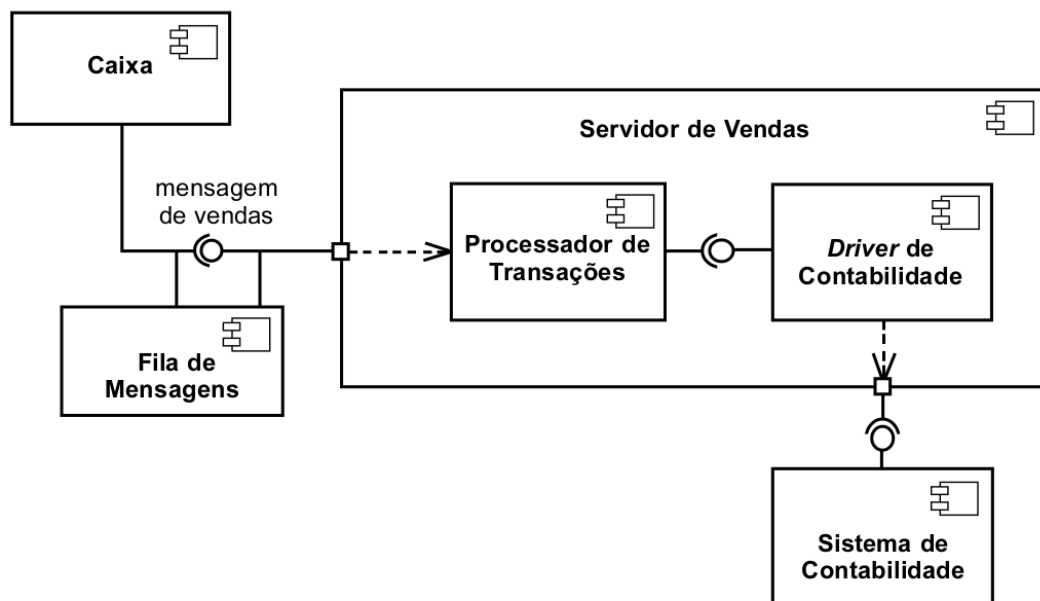 Caixa
Servidor de Vendas
mensagem
de vendas
Processador de
Transações
Driver de
Contabilidade
Fila de
Mensagens
Sistema de
Contabilidade